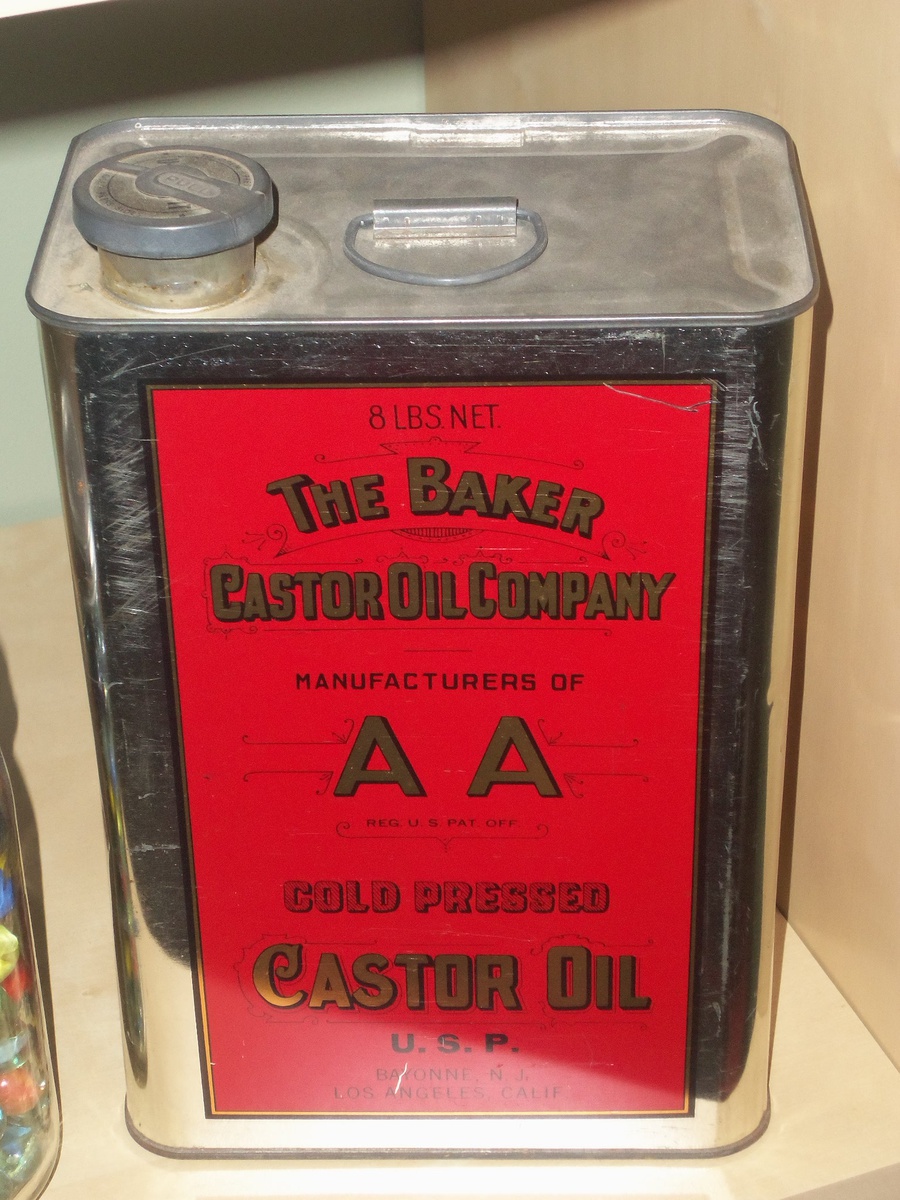 8 LBS. NET.
THE BAKER
CASTOR OIL COMPANY
MANUFACTURERS OF
A A
REG. U. S. PAT. OFF.
COLD PRESSED
CASTOR OIL
U. S. P.
BAYONNE, N. J.
LOS ANGELES, CALIF.